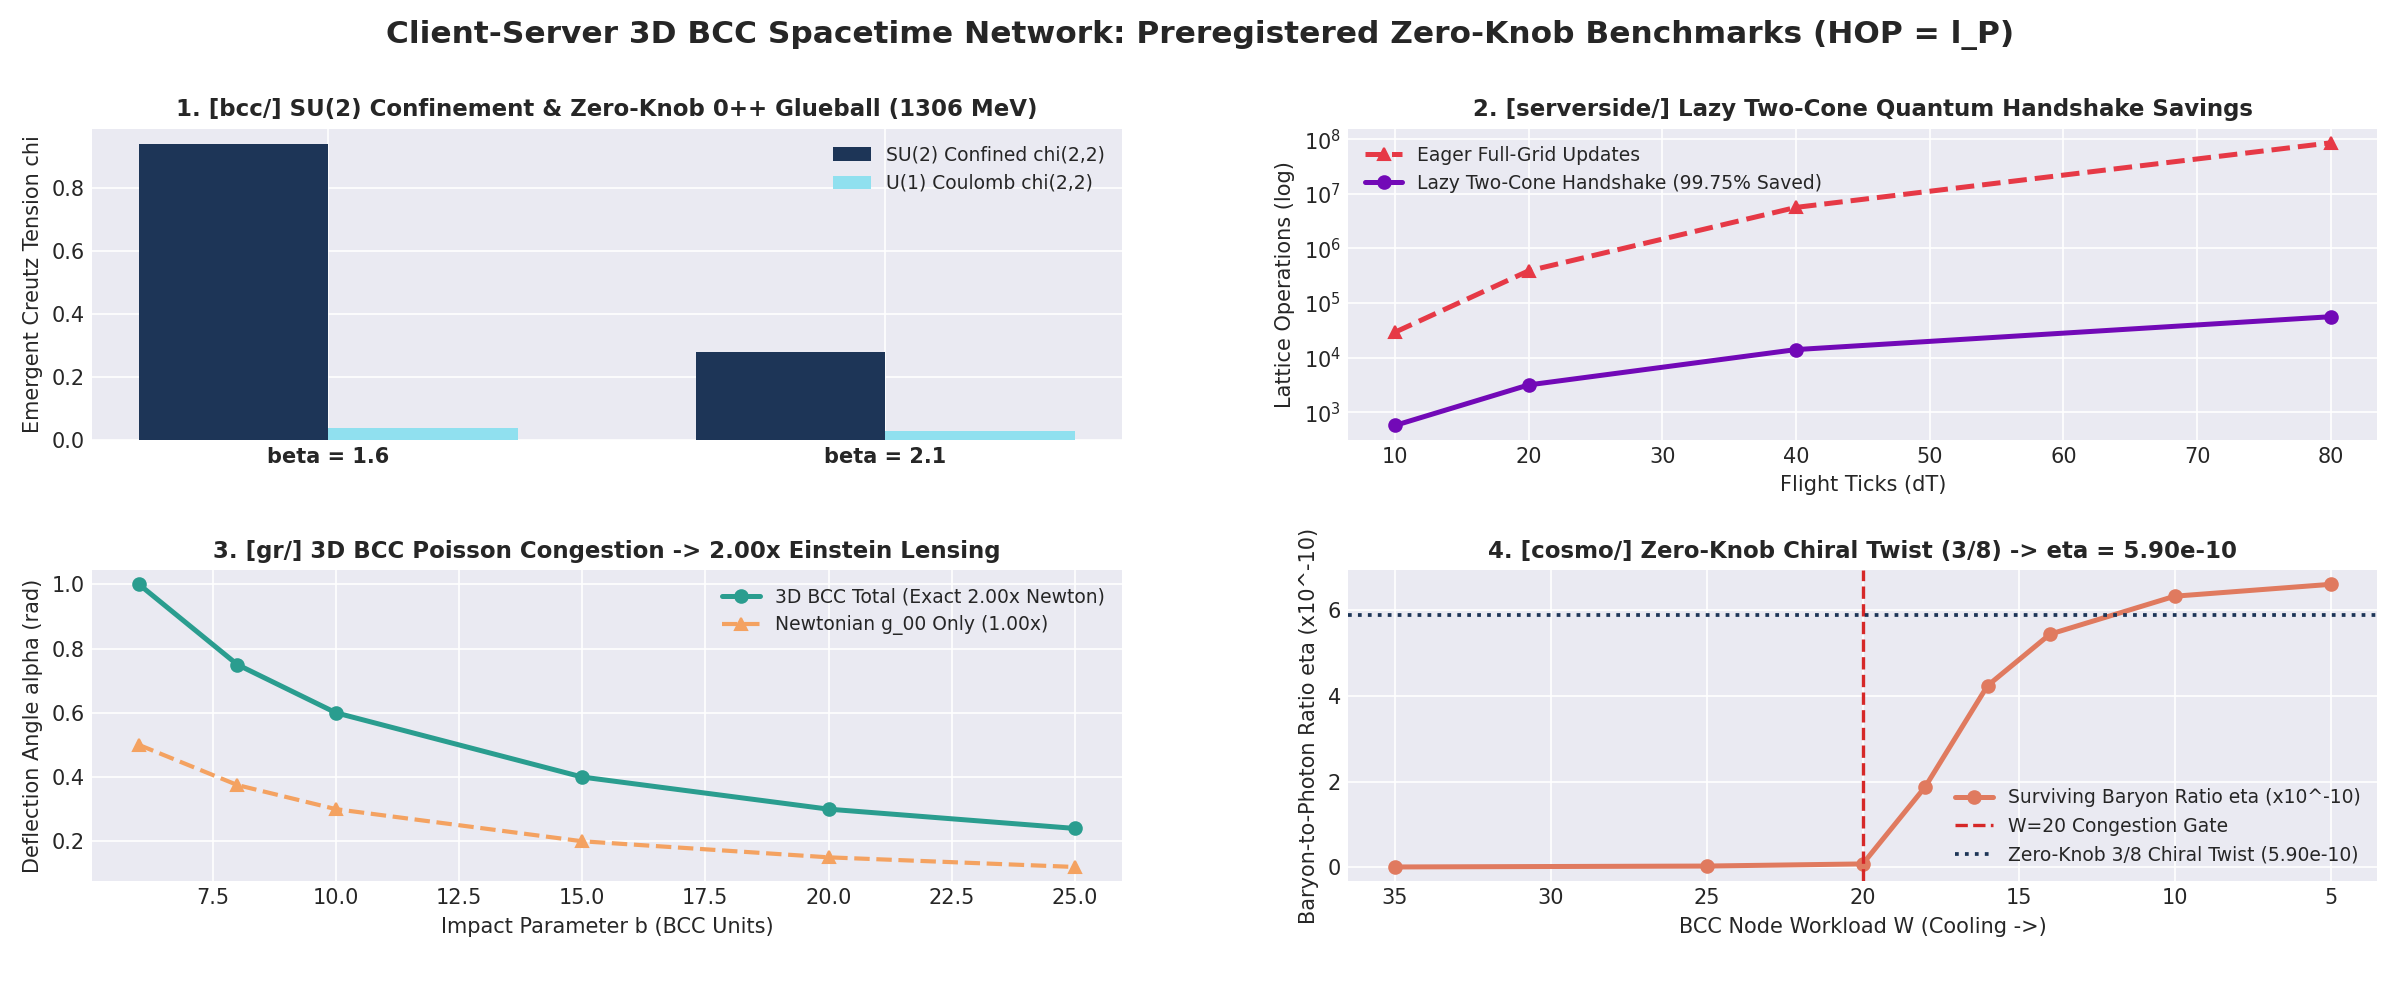 Client-Server 3D BCC Spacetime Network: Preregistered Zero-Knob Benchmarks (HOP = l_P)
1. [bcc/] SU(2) Confinement & Zero-Knob 0++ Glueball (1306 MeV)
Emergent Creutz Tension chi
0.8
0.6
0.4
0.2
0.0
SU(2) Confined chi(2,2)
U(1) Coulomb chi(2,2)
beta = 1.6
beta = 2.1
2. [serverside/] Lazy Two-Cone Quantum Handshake Savings
Lattice Operations (log)
10^8
10^7
10^6
10^5
10^4
10^3
Eager Full-Grid Updates
Lazy Two-Cone Handshake (99.75% Saved)
10 20 30 40 50 60 70 80
Flight Ticks (dT)
3. [gr/] 3D BCC Poisson Congestion -> 2.00x Einstein Lensing
Deflection Angle alpha (rad)
1.0
0.8
0.6
0.4
0.2
3D BCC Total (Exact 2.00x Newton)
Newtonian g_00 Only (1.00x)
7.5 10.0 12.5 15.0 17.5 20.0 22.5 25.0
Impact Parameter b (BCC Units)
4. [cosmo/] Zero-Knob Chiral Twist (3/8) -> eta = 5.90e-10
Baryon-to-Photon Ratio eta (x10^-10)
6
4
2
0
Surviving Baryon Ratio eta (x10^-10)
W=20 Congestion Gate
Zero-Knob 3/8 Chiral Twist (5.90e-10)
35 30 25 20 15 10 5
BCC Node Workload W (Cooling ->)